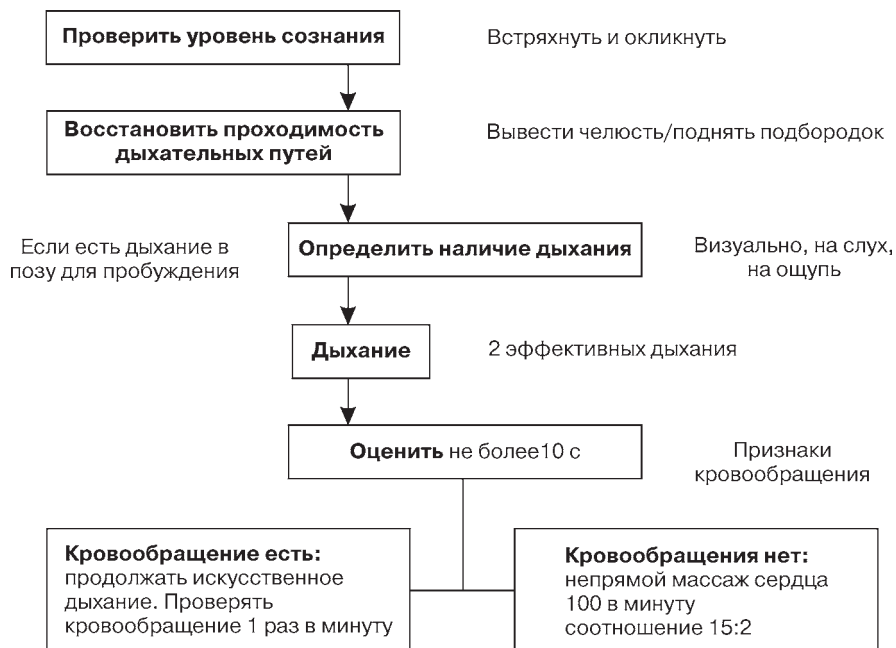 Проверить уровень сознания
Встряхнуть и окликнуть
Восстановить проходимость
дыхательных путей
Вывести челюсть/поднять подбородок
Если есть дыхание в
позу для пробуждения
Определить наличие дыхания
Визуально, на слух,
на ощупь
Дыхание
2 эффективных дыхания
Оценить не более10 с
Признаки
кровообращения
Кровообращение есть:
продолжать искусственное
дыхание. Проверять
кровообращение 1 раз в минуту
Кровообращения нет:
непрямой массаж сердца
100 в минуту
соотношение 15:2